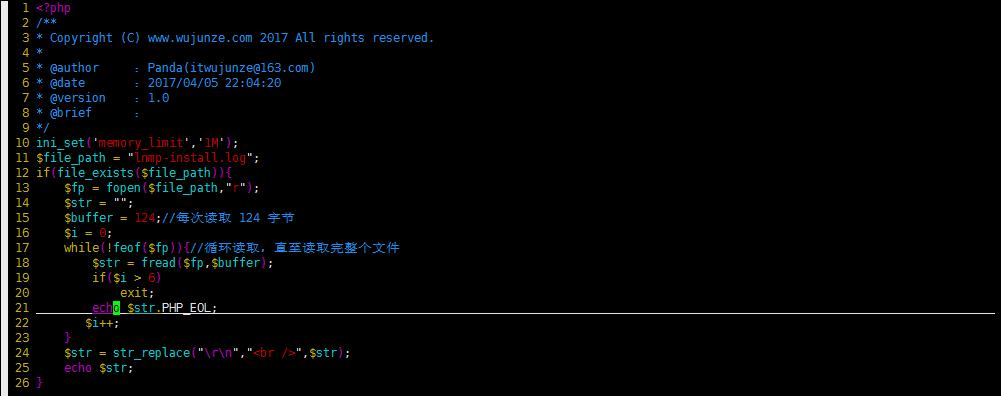 1 <?php
2 /**
3 * Copyright (C) www.wujunze.com 2017 All rights reserved.
4 *
5 * @author     : Panda(itwujunze@163.com)
6 * @date       : 2017/04/05 22:04:20
7 * @version    : 1.0
8 * @brief      :
9 */
10 ini_set('memory_limit','1M');
11 $file_path = "lnmp-install.log";
12 if(file_exists($file_path)){
13     $fp = fopen($file_path,"r");
14     $str = "";
15     $buffer = 124;//每次读取 124 字节
16     $i = 0;
17     while(!feof($fp)){//循环读取，直至读取完整个文件
18         $str = fread($fp,$buffer);
19         if($i > 6)
20             exit;
21         echo $str.PHP_EOL;
22        $i++;
23     }
24     $str = str_replace("\r\n","<br />",$str);
25     echo $str;
26 }